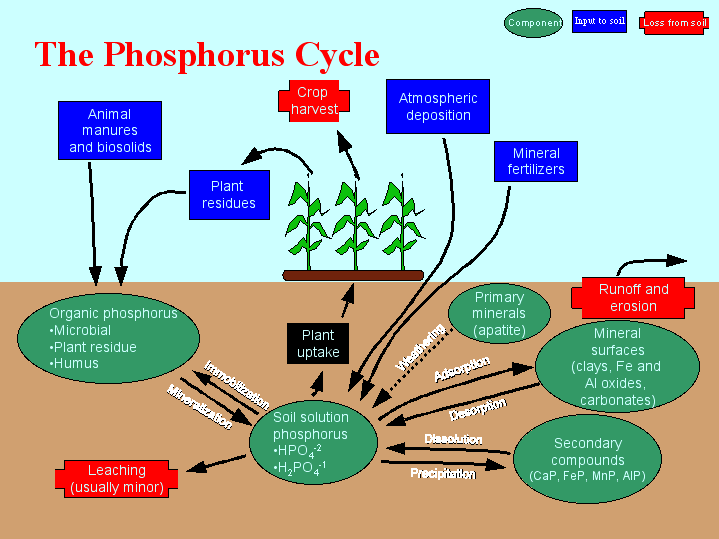 Component
Input to soil
Loss from soil
The Phosphorus Cycle
Animal
manures
and biosolids
Crop
harvest
Atmospheric
deposition
Mineral
fertilizers
Plant
residues
Runoff and
erosion
Primary
minerals
(apatite)
Organic phosphorus
•Microbial
•Plant residue
•Humus
Plant
uptake
Weathering
Mineral
surfaces
(clays, Fe and
Al oxides,
carbonates)
Adsorption
Immobilization
Mineralization
Desorption
Soil solution
phosphorus
•HPO4-2
•H2PO4-1
Dissolution
Secondary
compounds
(CaP, FeP, MnP, AlP)
Precipitation
Leaching
(usually minor)